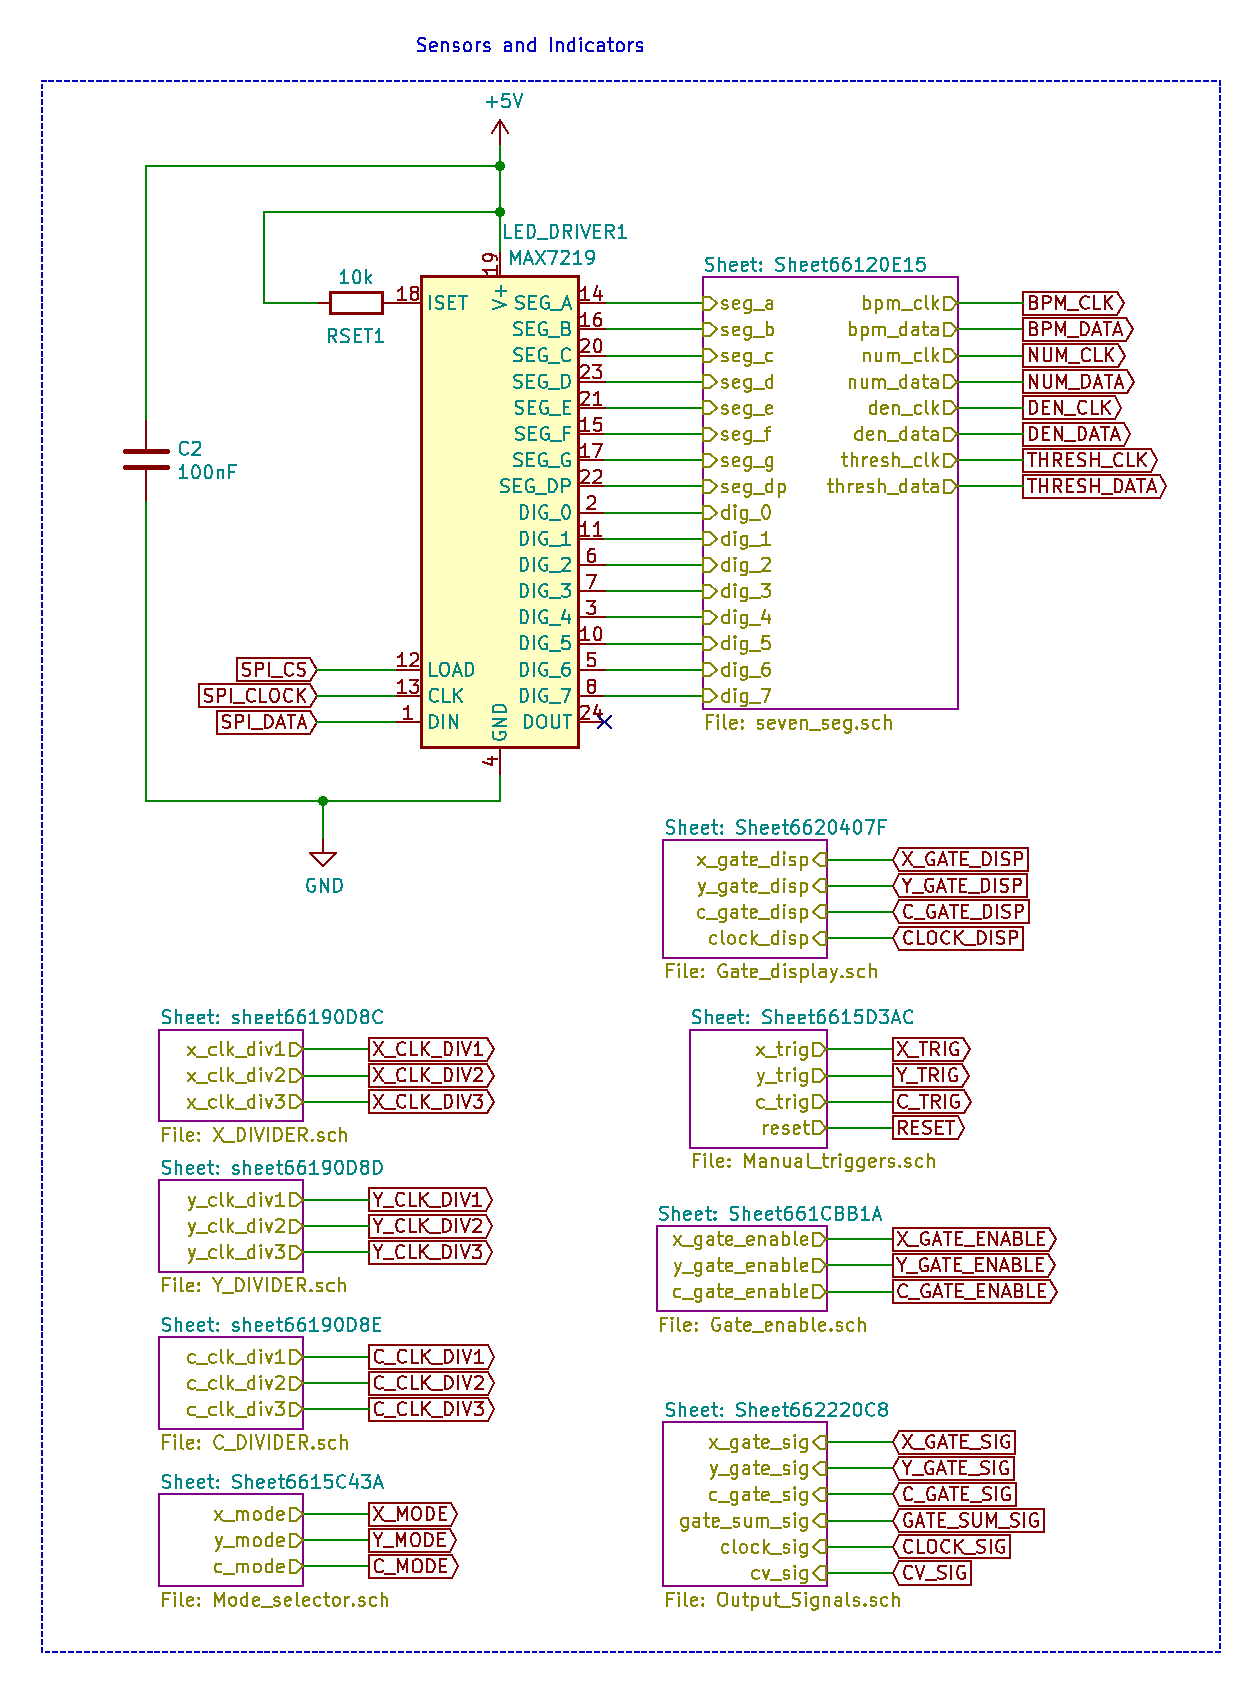 Sensors and Indicators
+5V
LED_DRIVER1
MAX7219
19
V+
10k
RSET1
18
ISET
SEG_A
14
SEG_B
16
SEG_C
20
SEG_D
23
SEG_E
21
SEG_F
15
SEG_G
17
SEG_DP
22
DIG_0
2
DIG_1
11
DIG_2
6
DIG_3
7
DIG_4
3
DIG_5
10
DIG_6
5
DIG_7
8
DOUT
24
C2
100nF
SPI_CS
12
LOAD
SPI_CLOCK
13
CLK
SPI_DATA
1
DIN
GND
4
GND
Sheet: Sheet66120E15
seg_a
bpm_clk
BPM_CLK
seg_b
bpm_data
BPM_DATA
seg_c
num_clk
NUM_CLK
seg_d
num_data
NUM_DATA
seg_e
den_clk
DEN_CLK
seg_f
den_data
DEN_DATA
seg_g
thresh_clk
THRESH_CLK
seg_dp
thresh_data
THRESH_DATA
dig_0
dig_1
dig_2
dig_3
dig_4
dig_5
dig_6
dig_7
File: seven_seg.sch
Sheet: Sheet6620407F
x_gate_disp
X_GATE_DISP
y_gate_disp
Y_GATE_DISP
c_gate_disp
C_GATE_DISP
clock_disp
CLOCK_DISP
File: Gate_display.sch
Sheet: sheet66190D8C
x_clk_div1
X_CLK_DIV1
x_clk_div2
X_CLK_DIV2
x_clk_div3
X_CLK_DIV3
File: X_DIVIDER.sch
Sheet: sheet66190D8D
y_clk_div1
Y_CLK_DIV1
y_clk_div2
Y_CLK_DIV2
y_clk_div3
Y_CLK_DIV3
File: Y_DIVIDER.sch
Sheet: sheet66190D8E
c_clk_div1
C_CLK_DIV1
c_clk_div2
C_CLK_DIV2
c_clk_div3
C_CLK_DIV3
File: C_DIVIDER.sch
Sheet: Sheet6615C43A
x_mode
X_MODE
y_mode
Y_MODE
c_mode
C_MODE
File: Mode_selector.sch
Sheet: Sheet6615D3AC
x_trig
X_TRIG
y_trig
Y_TRIG
c_trig
C_TRIG
reset
RESET
File: Manual_triggers.sch
Sheet: Sheet661CBB1A
x_gate_enable
X_GATE_ENABLE
y_gate_enable
Y_GATE_ENABLE
c_gate_enable
C_GATE_ENABLE
File: Gate_enable.sch
Sheet: Sheet662220C8
x_gate_sig
X_GATE_SIG
y_gate_sig
Y_GATE_SIG
c_gate_sig
C_GATE_SIG
gate_sum_sig
GATE_SUM_SIG
clock_sig
CLOCK_SIG
cv_sig
CV_SIG
File: Output_Signals.sch